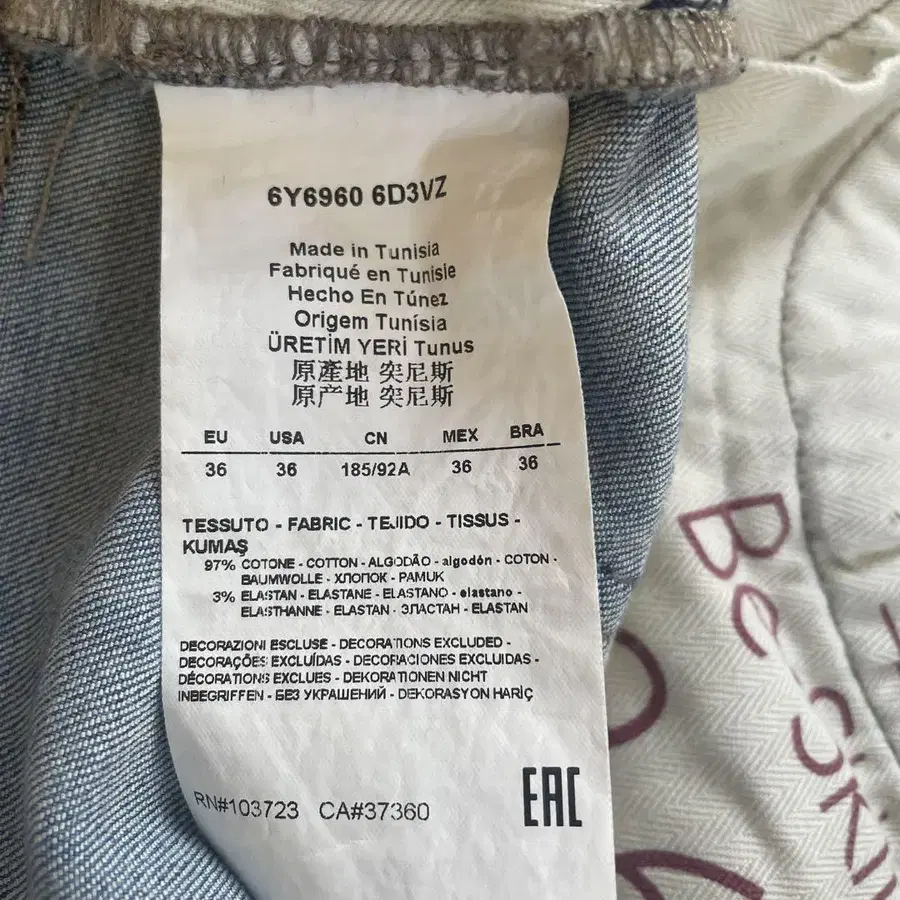 6Y6960 6D3VZ
Made in Tunisia
Fabriqué en Tunisie
Hecho En Túnez
Origem Tunísia
ÜRETİM YERİ Tunus
原產地 突尼斯
原产地 突尼斯
EU USA CN MEX BRA
36 36 185/92A 36 36
TESSUTO - FABRIC - TEJIDO - TISSUS -
KUMAŞ
97% COTONE - COTTON - ALGODÃO - algodón - COTON -
BAUMWOLLE - ХЛОПОК - PAMUK
3% ELASTAN - ELASTANE - ELASTANO - elastano -
ELASTHANNE - ELASTAN - ЭЛАСТАН - ELASTAN
DECORAZIONI ESCLUSE - DECORATIONS EXCLUDED -
DECORAÇÕES EXCLUÍDAS - DECORACIONES EXCLUIDAS -
DÉCORATIONS EXCLUES - DEKORATIONEN NICHT
INBEGRIFFEN - БЕЗ УКРАШЕНИЙ - DEKORASYON HARİÇ
RN#103723 CA#37360
EAC
Be